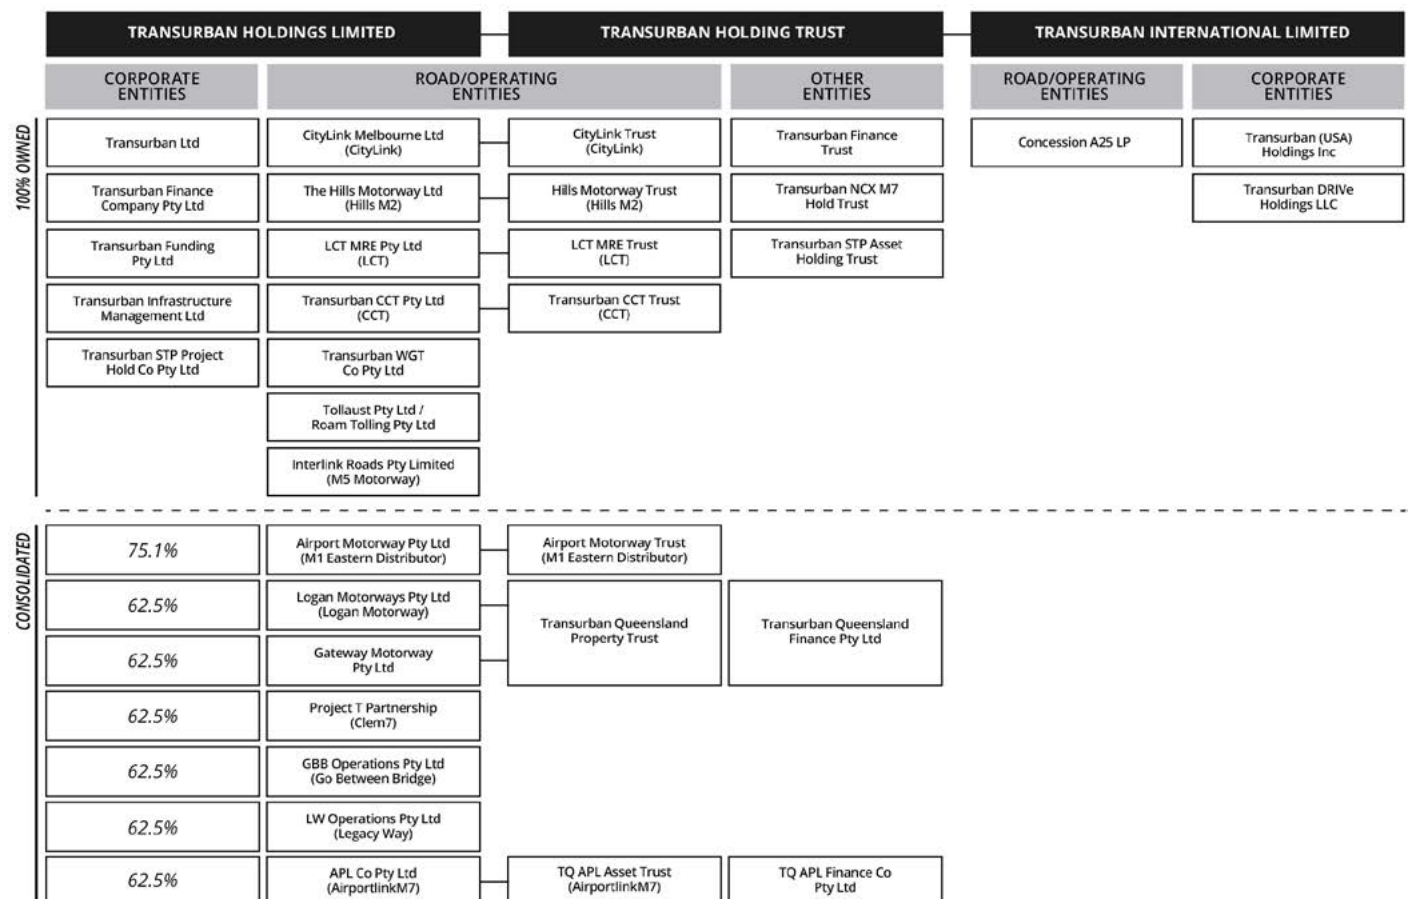 TRANSURBAN HOLDINGS LIMITED
TRANSURBAN HOLDING TRUST
TRANSURBAN INTERNATIONAL LIMITED
CORPORATE
ENTITIES
ROAD/OPERATING
ENTITIES
OTHER
ENTITIES
ROAD/OPERATING
ENTITIES
CORPORATE
ENTITIES
100% OWNED
Transurban Ltd
CityLink Melbourne Ltd
(CityLink)
CityLink Trust
(CityLink)
Transurban Finance
Trust
Concession A25 LP
Transurban (USA)
Holdings Inc
Transurban Finance
Company Pty Ltd
The Hills Motorway Ltd
(Hills M2)
Hills Motorway Trust
(Hills M2)
Transurban NCX M7
Hold Trust
Transurban DRIVe
Holdings LLC
Transurban Funding
Pty Ltd
LCT MRE Pty Ltd
(LCT)
LCT MRE Trust
(LCT)
Transurban STP Asset
Holding Trust
Transurban Infrastructure
Management Ltd
Transurban CCT Pty Ltd
(CCT)
Transurban CCT Trust
(CCT)
Transurban STP Project
Hold Co Pty Ltd
Transurban WGT
Co Pty Ltd
Tollaust Pty Ltd /
Roam Tolling Pty Ltd
Interlink Roads Pty Limited
(M5 Motorway)
CONSOLIDATED
75.1%
Airport Motorway Pty Ltd
(M1 Eastern Distributor)
Airport Motorway Trust
(M1 Eastern Distributor)
62.5%
Logan Motorways Pty Ltd
(Logan Motorway)
Transurban Queensland
Property Trust
Transurban Queensland
Finance Pty Ltd
62.5%
Gateway Motorway
Pty Ltd
62.5%
Project T Partnership
(Clem7)
62.5%
GBB Operations Pty Ltd
(Go Between Bridge)
62.5%
LW Operations Pty Ltd
(Legacy Way)
62.5%
APL Co Pty Ltd
(AirportlinkM7)
TQ APL Asset Trust
(AirportlinkM7)
TQ APL Finance Co
Pty Ltd